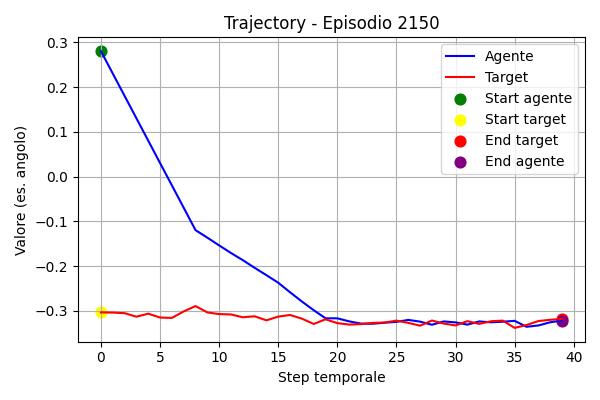 Trajectory - Episodio 2150
Valore (es. angolo)
0.3
0.2
0.1
0.0
−0.1
−0.2
−0.3
0
5
10
15
20
25
30
35
40
Step temporale
Agente
Target
Start agente
Start target
End target
End agente